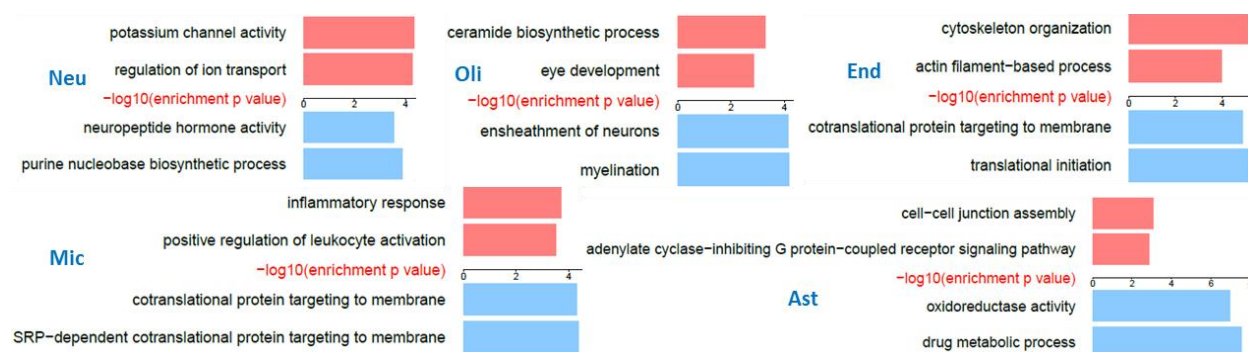 potassium channel activity
regulation of ion transport
Neu
−log10(enrichment p value)
0 2 4
neuropeptide hormone activity
purine nucleobase biosynthetic process
ceramide biosynthetic process
eye development
Oli
−log10(enrichment p value)
0 2 4
ensheathment of neurons
myelination
cytoskeleton organization
actin filament−based process
End
−log10(enrichment p value)
0 2 4
cotranslational protein targeting to membrane
translational initiation
inflammatory response
positive regulation of leukocyte activation
Mic
−log10(enrichment p value)
0 2 4
cotranslational protein targeting to membrane
SRP−dependent cotranslational protein targeting to membrane
cell−cell junction assembly
adenylate cyclase−inhibiting G protein−coupled receptor signaling pathway
Ast
−log10(enrichment p value)
0 2 4 6
oxidoreductase activity
drug metabolic process